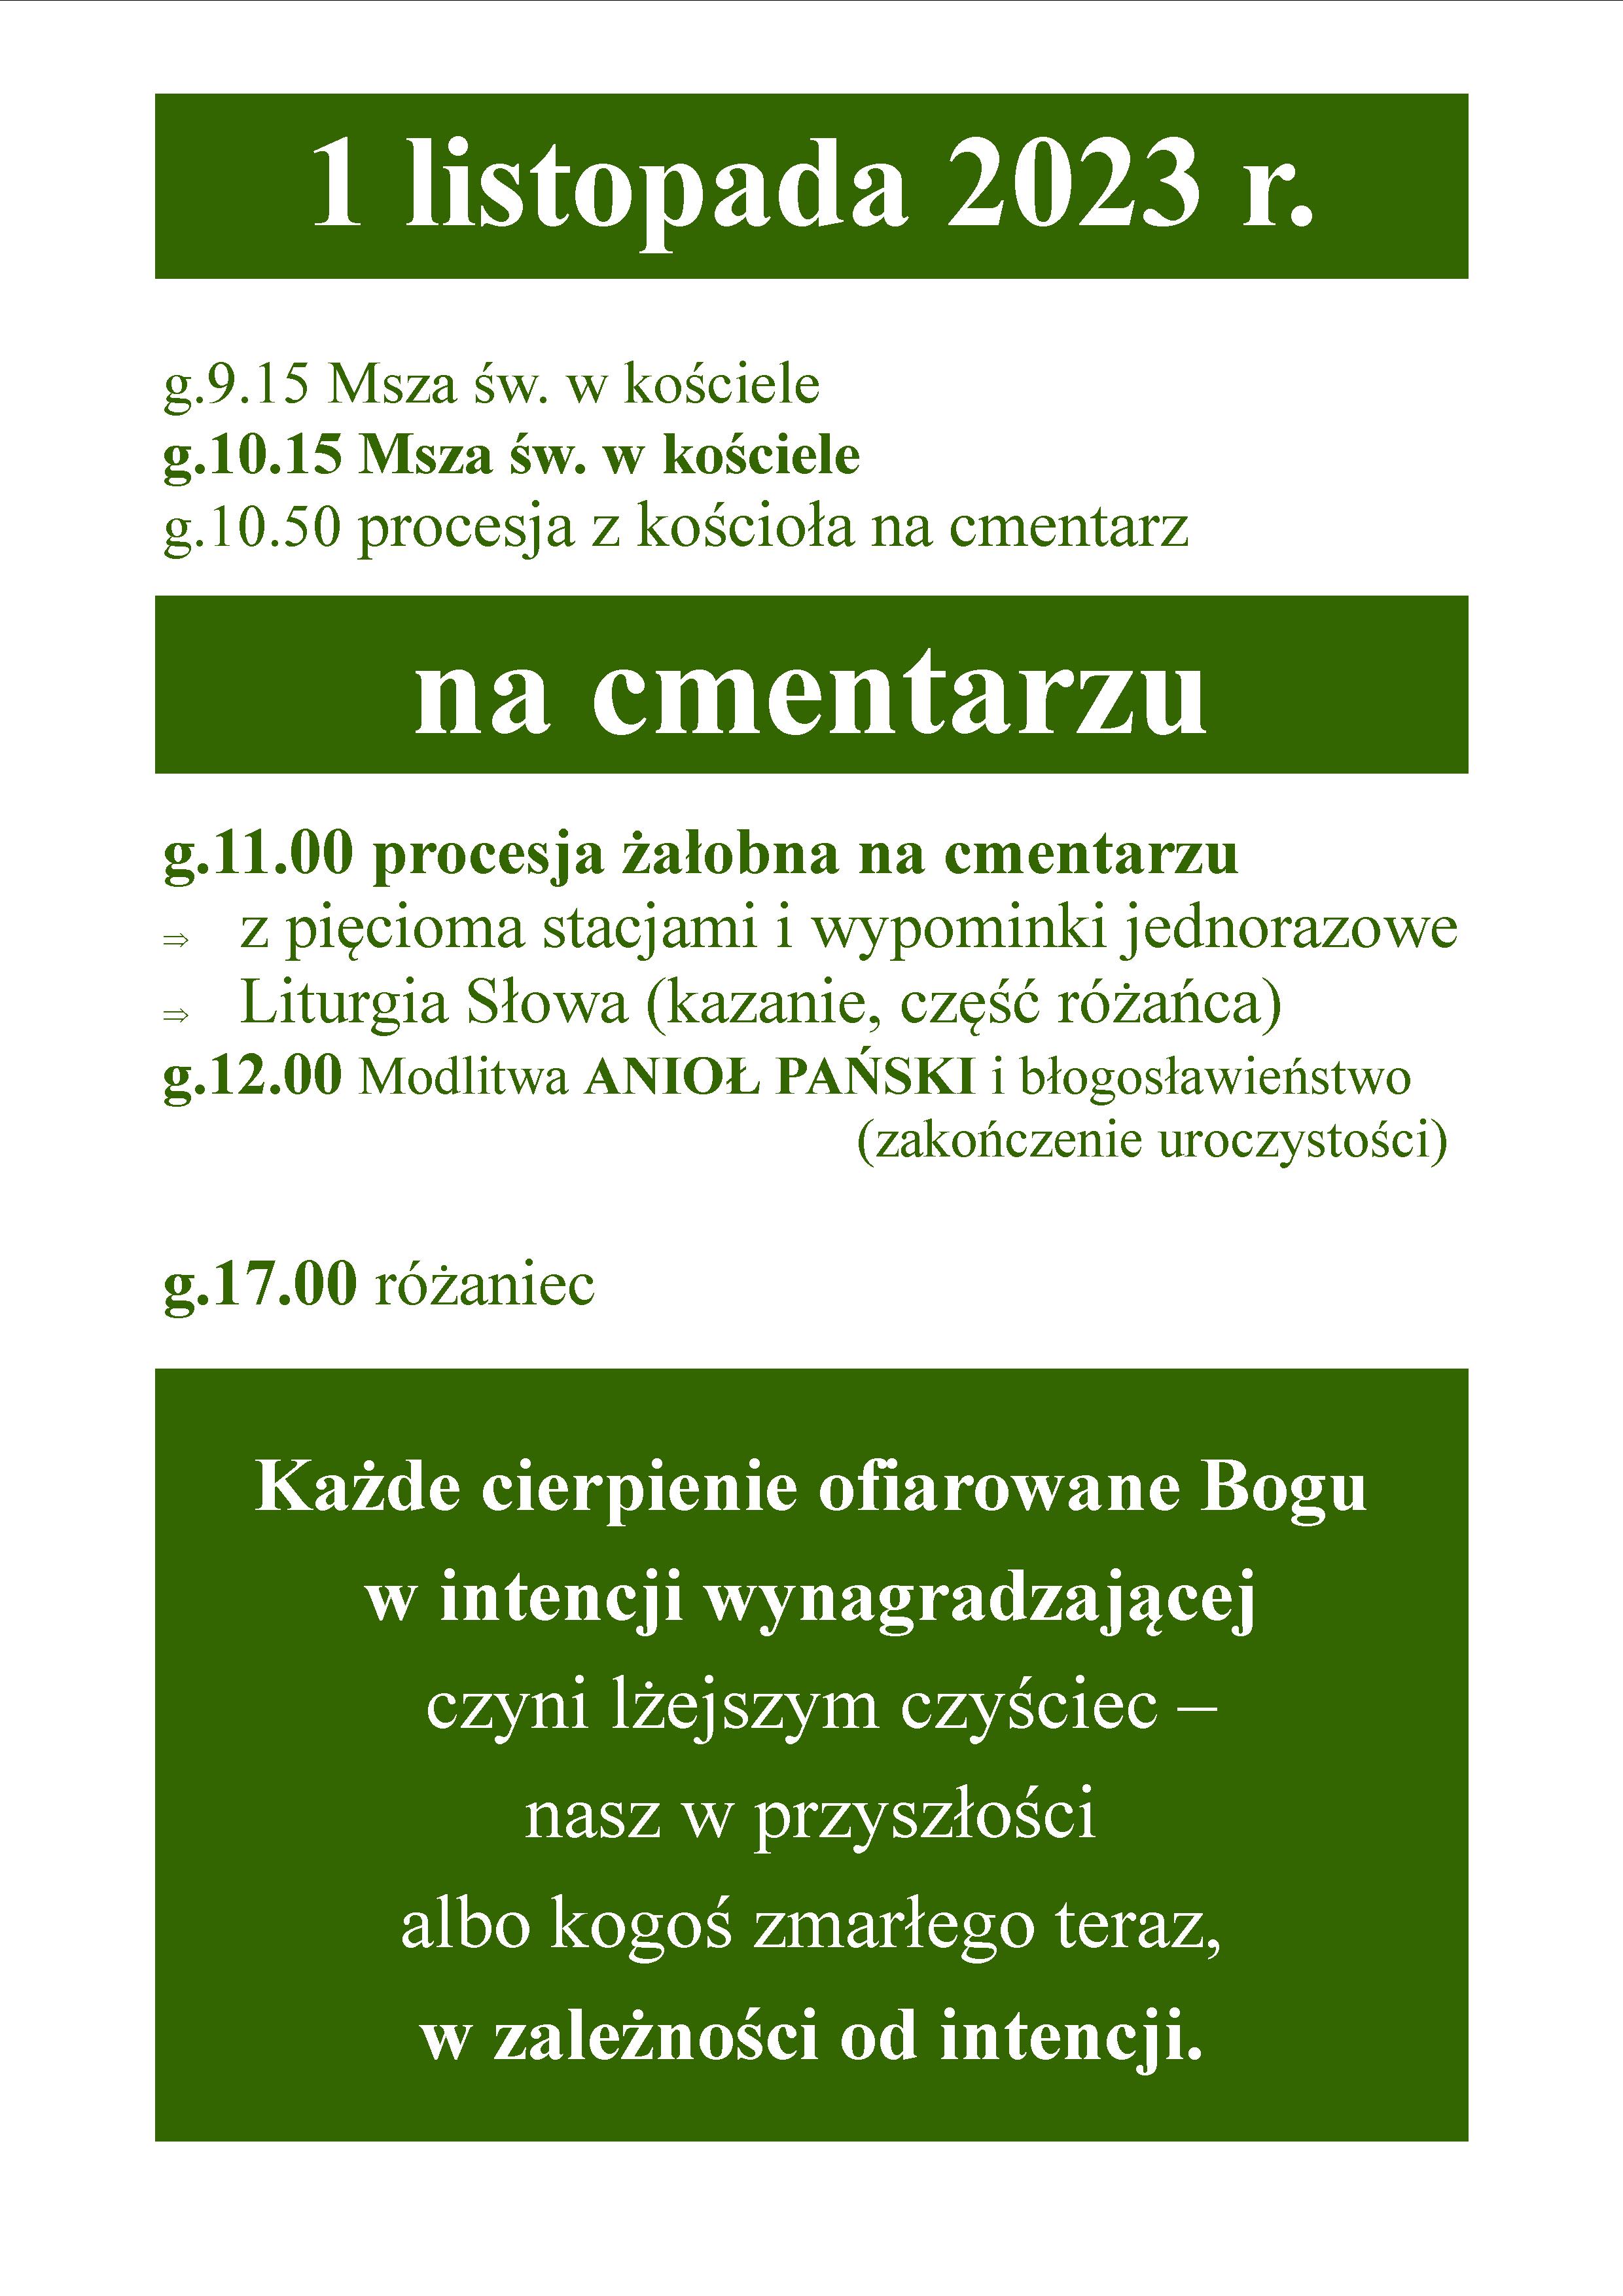 1 listopada 2023 r.
g.9.15 Msza św. w kościele
g.10.15 Msza św. w kościele
g.10.50 procesja z kościoła na cmentarz
na cmentarzu
g.11.00 procesja żałobna na cmentarzu
⇒ z pięcioma stacjami i wypominki jednorazowe
⇒ Liturgia Słowa (kazanie, część różańca)
g.12.00 Modlitwa ANIOŁ PAŃSKI i błogosławieństwo
(zakończenie uroczystości)
g.17.00 różaniec
Każde cierpienie ofiarowane Bogu
w intencji wynagradzającej
czyni lżejszym czyściec –
nasz w przyszłości
albo kogoś zmarłego teraz,
w zależności od intencji.